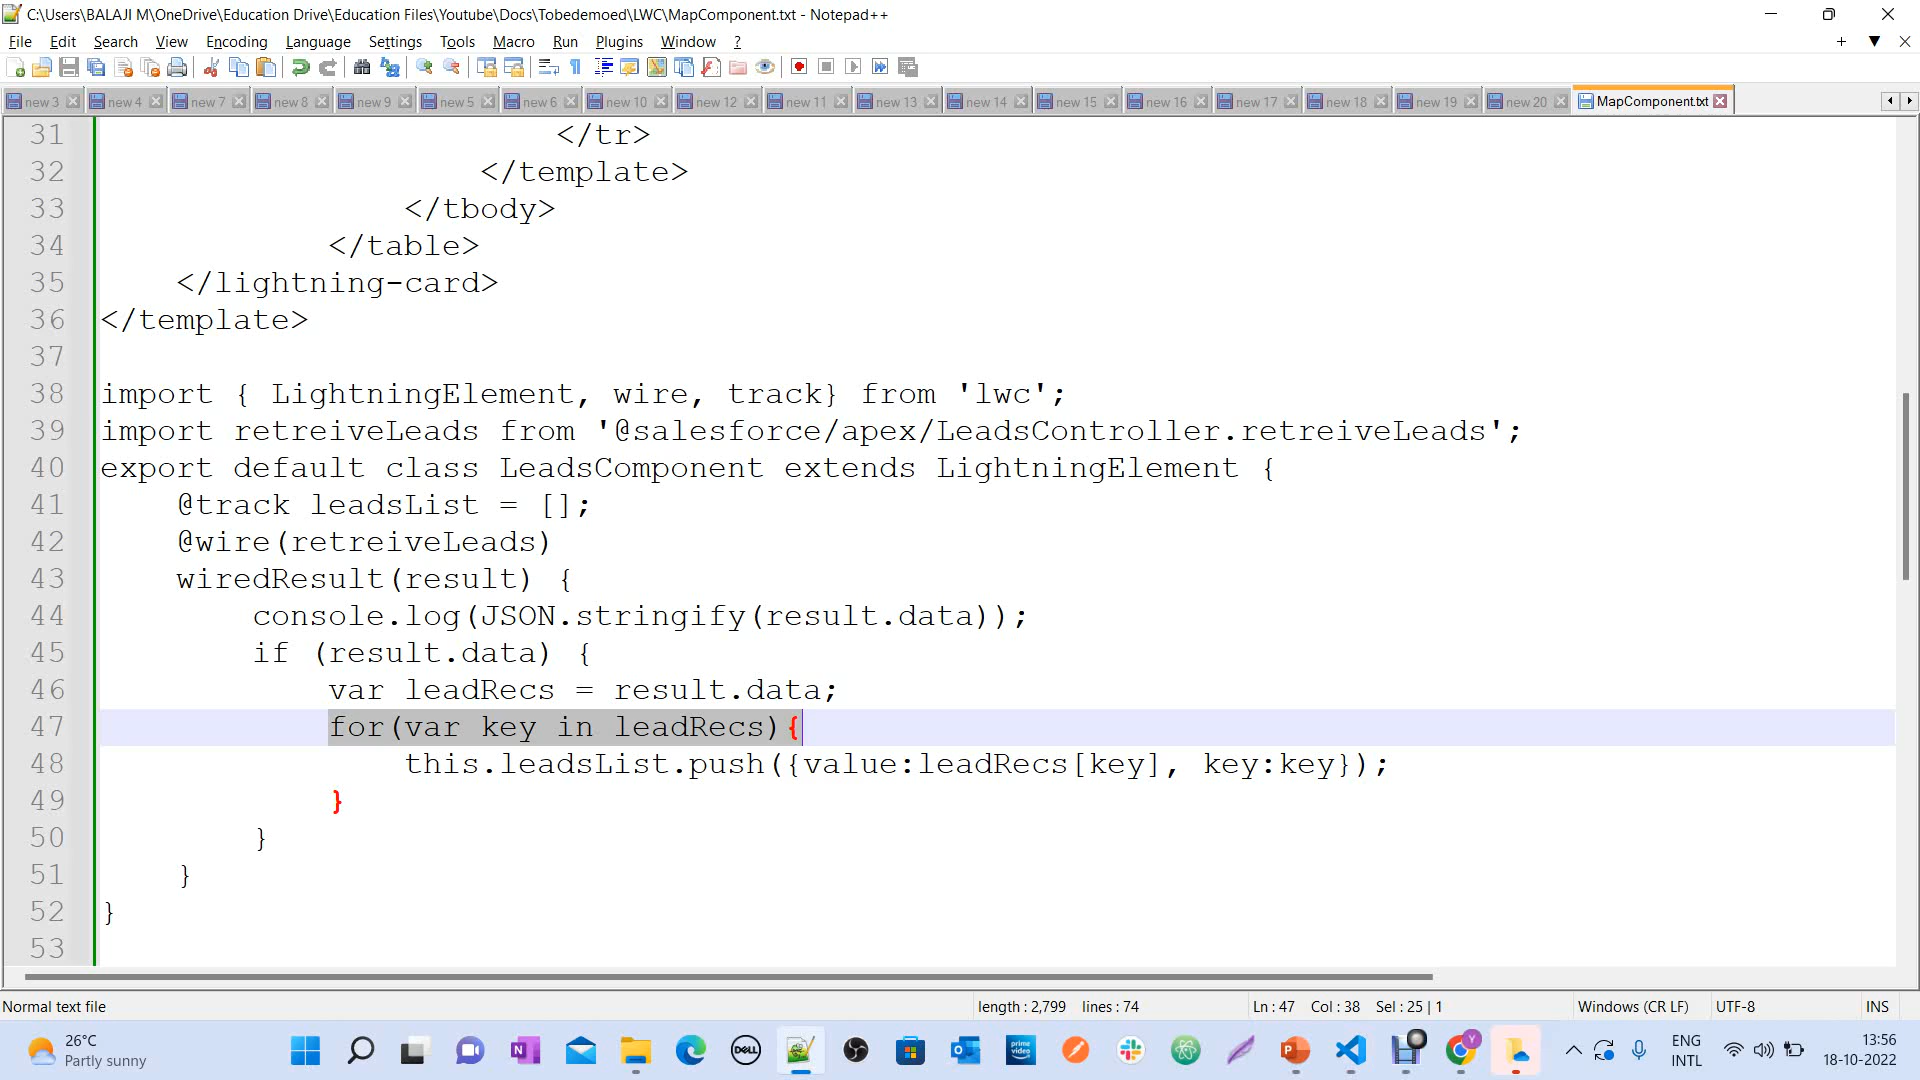 C:\Users\BALAJI M\OneDrive\Education Drive\Education Files\Youtube\Docs\Tobedemoed\LWC\MapComponent.txt - Notepad++
File Edit Search View Encoding Language Settings Tools Macro Run Plugins Window ?
new 3 new 4 new 7 new 8 new 9 new 5 new 6 new 10 new 12 new 11 new 13 new 14 new 15 new 16 new 17 new 18 new 19 new 20 MapComponent.txt
31 </tr>
32 </template>
33 </tbody>
34 </table>
35 </lightning-card>
36 </template>
37
38 import { LightningElement, wire, track} from 'lwc';
39 import retreiveLeads from '@salesforce/apex/LeadsController.retreiveLeads';
40 export default class LeadsComponent extends LightningElement {
41 @track leadsList = [];
42 @wire(retreiveLeads)
43 wiredResult(result) {
44 console.log(JSON.stringify(result.data));
45 if (result.data) {
46 var leadRecs = result.data;
47 for(var key in leadRecs){
48 this.leadsList.push({value:leadRecs[key], key:key});
49 }
50 }
51 }
52 }
53
Normal text file length : 2,799 lines : 74 Ln : 47 Col : 38 Sel : 25 | 1 Windows (CR LF) UTF-8 INS
26°C
Partly sunny
DELL
prime video
ENG
INTL
13:56
18-10-2022